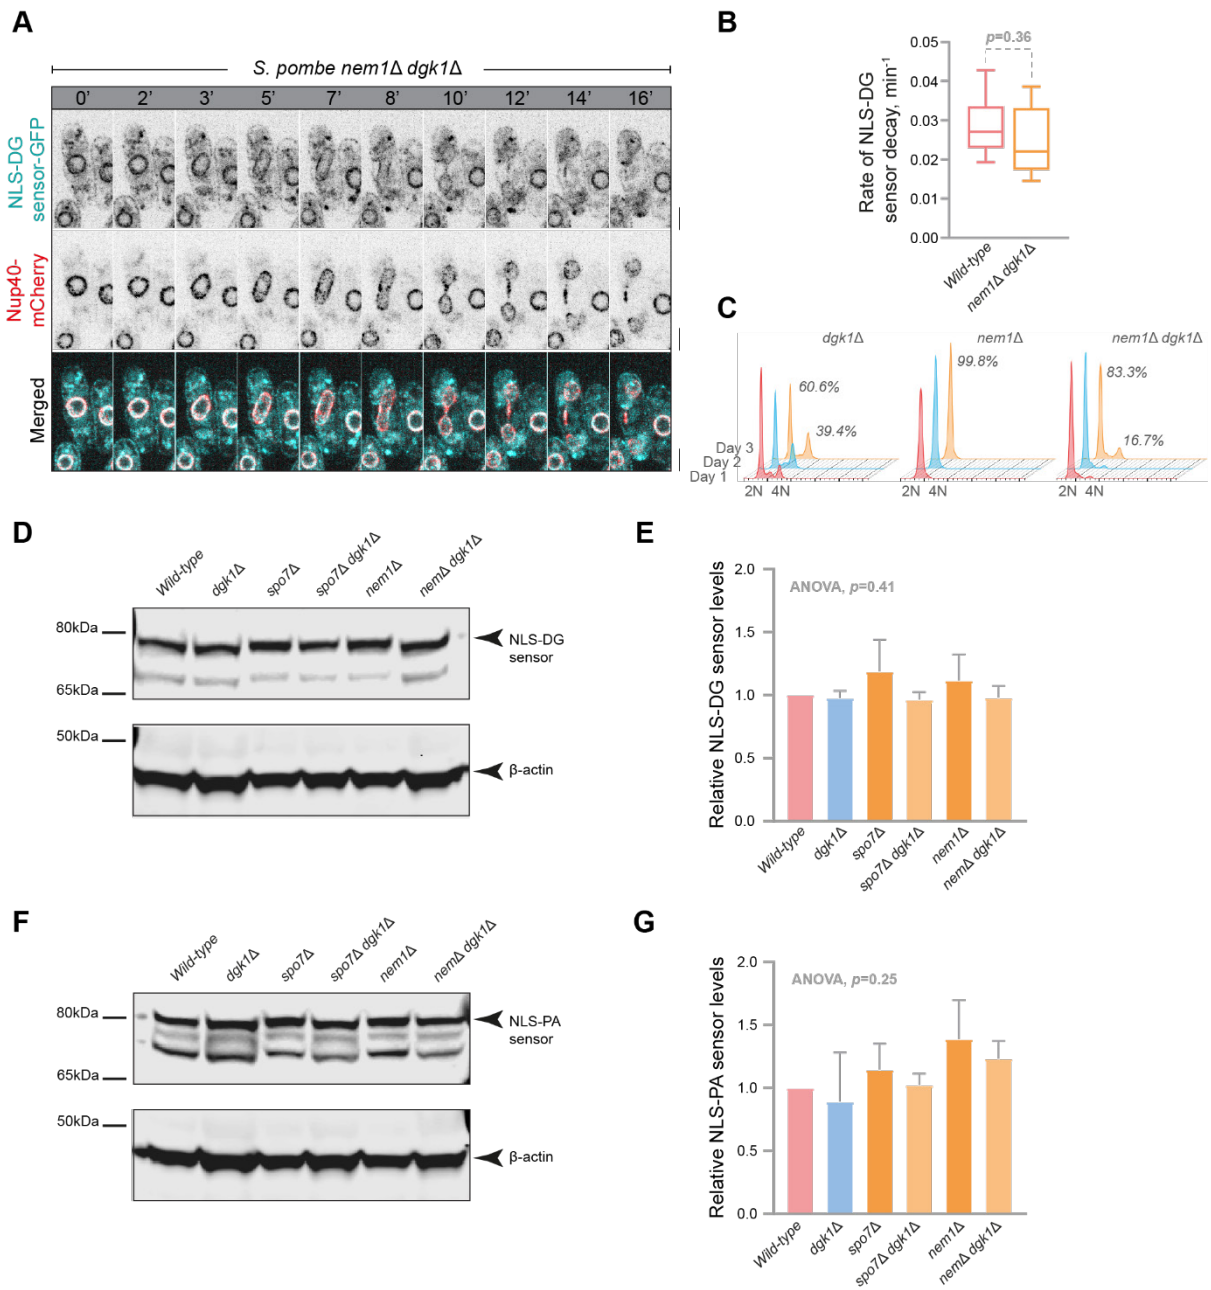 A
S. pombe nem1Δ dgk1Δ
0’ 2’ 3’ 5’ 7’ 8’ 10’ 12’ 14’ 16’
NLS-DG
sensor-GFP
Nup40-
mCherry
Merged
B
p=0.36
Rate of NLS-DG
sensor decay, min-1
0.05
0.04
0.03
0.02
0.01
0.00
Wild-type
nem1Δ dgk1Δ
C
dgk1Δ
nem1Δ
nem1Δ dgk1Δ
60.6%
39.4%
99.8%
83.3%
16.7%
Day 3
Day 2
Day 1
2N 4N
2N 4N
2N 4N
D
Wild-type
dgk1Δ
spo7Δ
spo7Δ dgk1Δ
nem1Δ
nemΔ dgk1Δ
80kDa
65kDa
NLS-DG
sensor
50kDa
β-actin
E
ANOVA, p=0.41
Relative NLS-DG sensor levels
2.0
1.5
1.0
0.5
0.0
Wild-type
dgk1Δ
spo7Δ
spo7Δ dgk1Δ
nem1Δ
nemΔ dgk1Δ
F
Wild-type
dgk1Δ
spo7Δ
spo7Δ dgk1Δ
nem1Δ
nemΔ dgk1Δ
80kDa
65kDa
NLS-PA
sensor
50kDa
β-actin
G
ANOVA, p=0.25
Relative NLS-PA sensor levels
2.0
1.5
1.0
0.5
0.0
Wild-type
dgk1Δ
spo7Δ
spo7Δ dgk1Δ
nem1Δ
nemΔ dgk1Δ